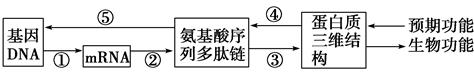 ⑤
④
基因
DNA
①
mRNA
②
氨基酸序
列多肽链
③
蛋白质
三维结
构
预期功能
生物功能